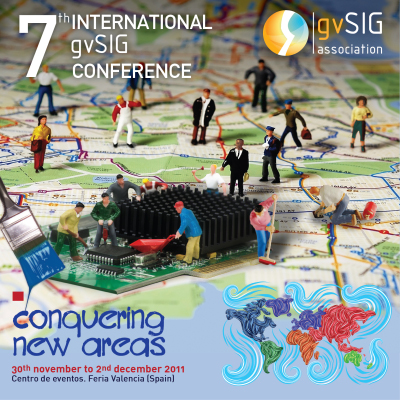 7th INTERNATIONAL
gvSIG
CONFERENCE
gvSIG
association
conquering
new areas
30th november to 2nd december 2011
Centro de eventos. Feria Valencia (Spain)